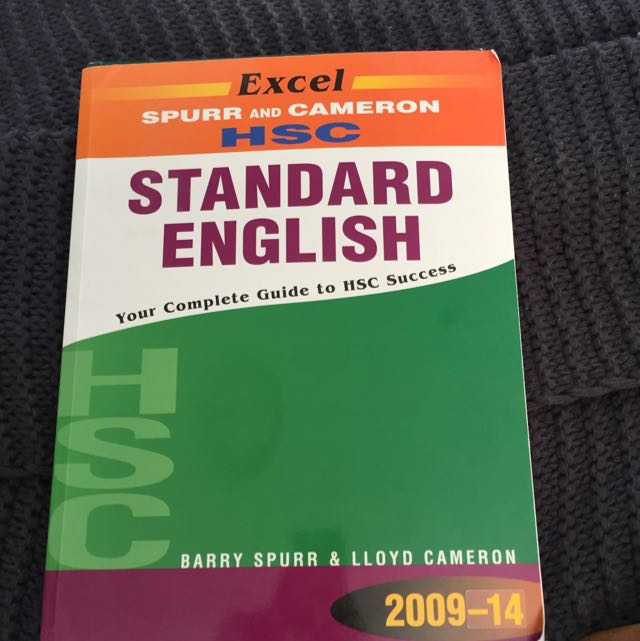 Excel
SPURR AND CAMERON
HSC
STANDARD
ENGLISH
Your Complete Guide to HSC Success
HSC
BARRY SPURR & LLOYD CAMERON
2009-14